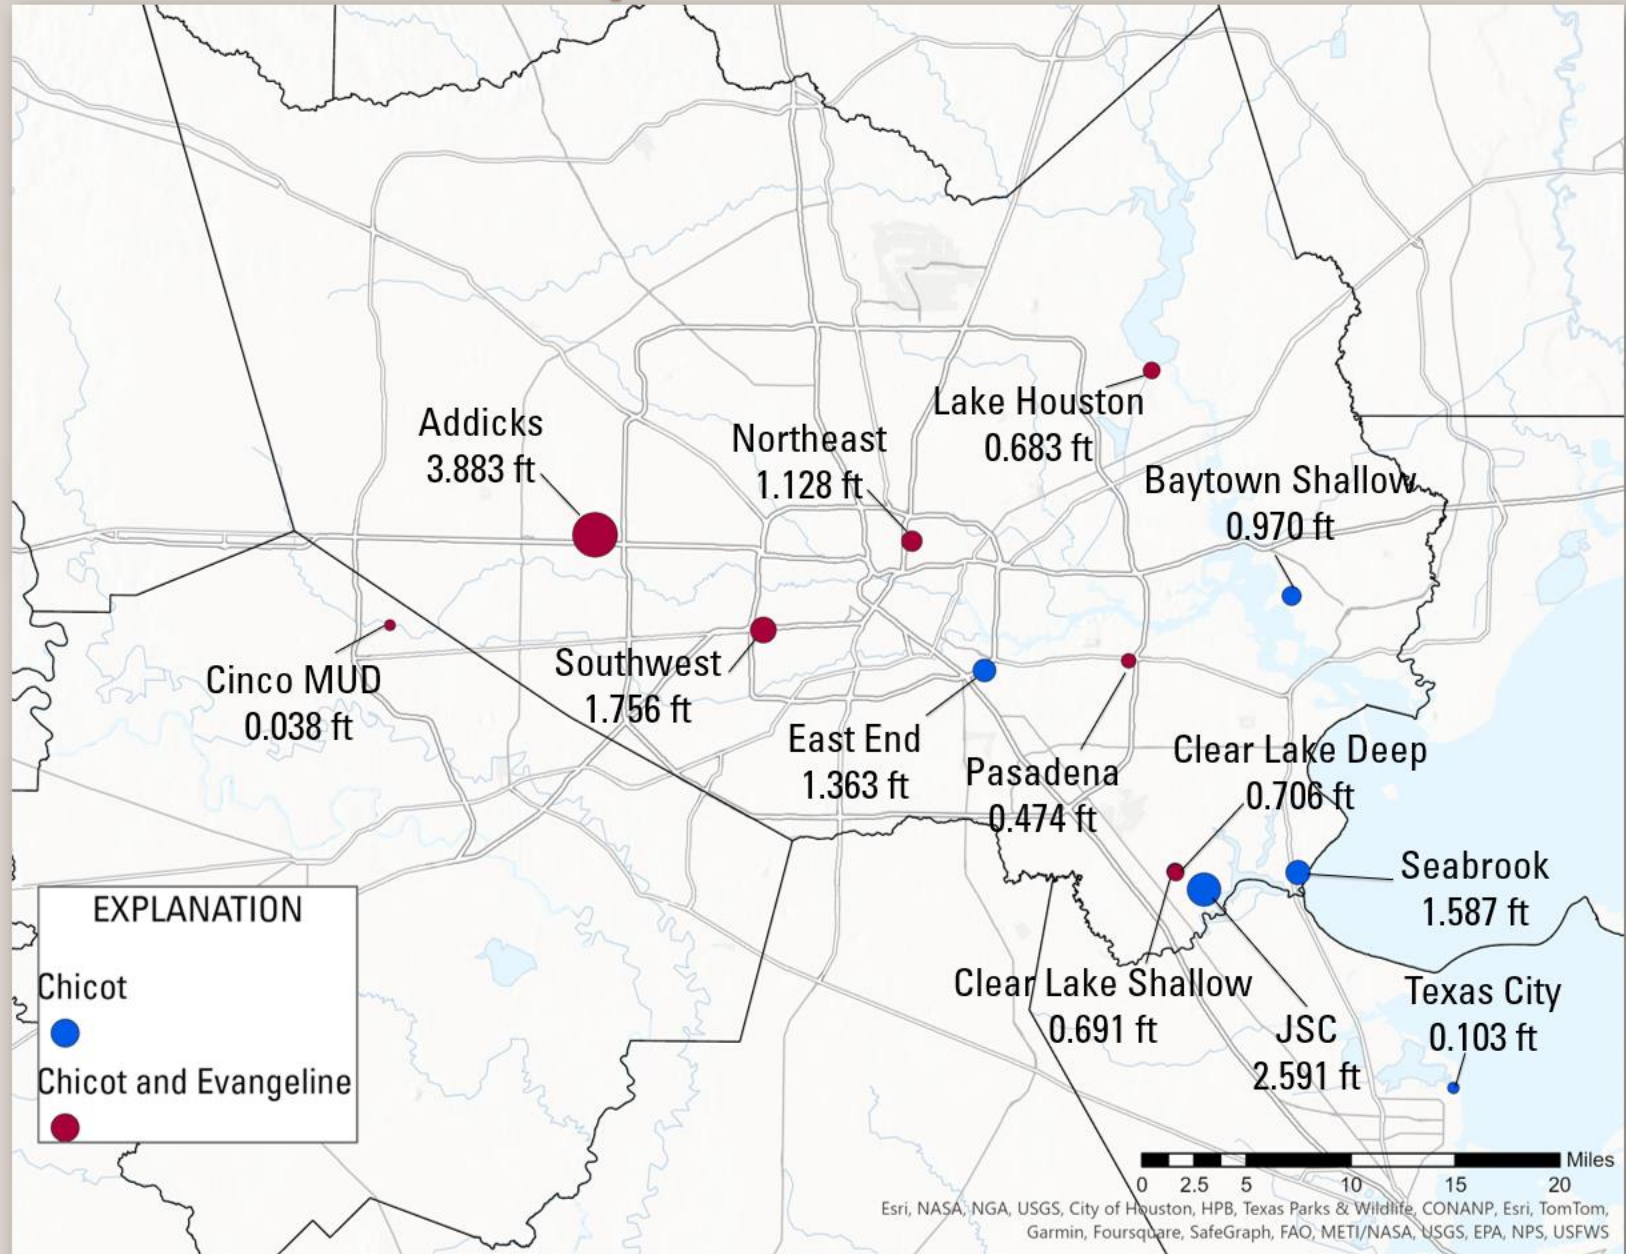 Lake Houston
0.683 ft
Addicks
3.883 ft
Northeast
1.128 ft
Baytown Shallow
0.970 ft
Cinco MUD
0.038 ft
Southwest
1.756 ft
East End
1.363 ft
Pasadena
0.474 ft
Clear Lake Deep
0.706 ft
Seabrook
1.587 ft
Clear Lake Shallow
0.691 ft
JSC
2.591 ft
Texas City
0.103 ft
EXPLANATION
Chicot
Chicot and Evangeline
Miles
0 2.5 5 10 15 20
Esri, NASA, NGA, USGS, City of Houston, HPB, Texas Parks & Wildlife, CONANP, Esri, TomTom,
Garmin, Foursquare, SafeGraph, FAO, METI/NASA, USGS, EPA, NPS, USFWS